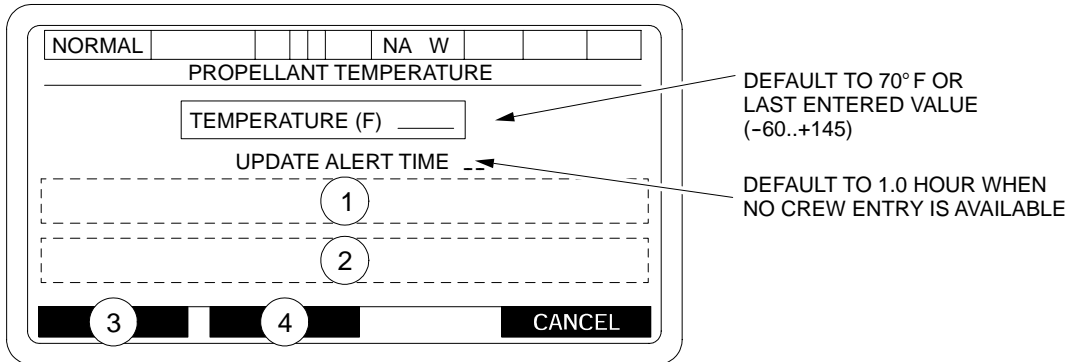 NORMAL NA W
PROPELLANT TEMPERATURE
TEMPERATURE (F) ____
UPDATE ALERT TIME _ _
1
2
3 4 CANCEL
DEFAULT TO 70° F OR
LAST ENTERED VALUE
(-60..+145)
DEFAULT TO 1.0 HOUR WHEN
NO CREW ENTRY IS AVAILABLE